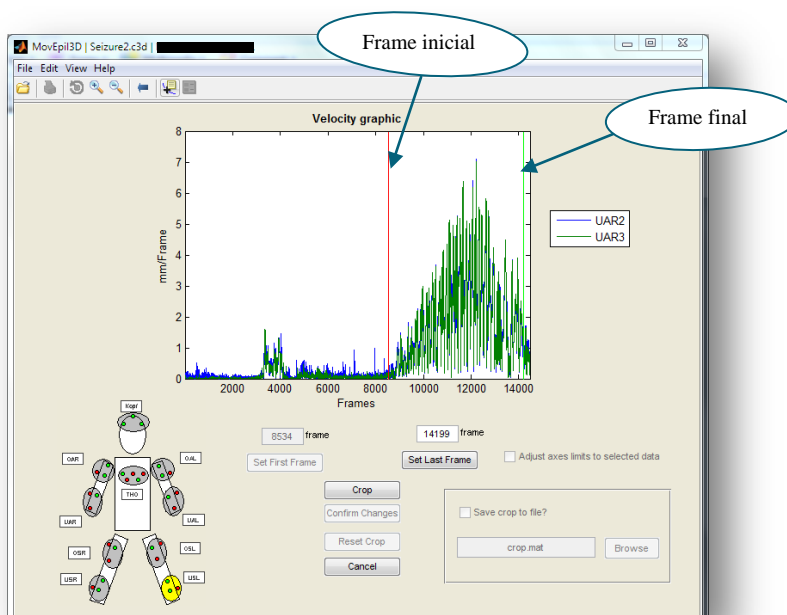 Frame inicial
MovEpil3D | Seizure2.c3d |
File Edit View Help
Frame final
Velocity graphic
8
7
6
5
4
3
2
1
0
mm/Frame
2000 4000 6000 8000 10000 12000 14000
Frames
UAR2
UAR3
Kopf
OAR
OAL
THO
UAR
UAL
OSR
OSL
USR
USL
8534 frame
14199 frame
Set First Frame
Set Last Frame
Adjust axes limits to selected data
Crop
Confirm Changes
Reset Crop
Cancel
Save crop to file?
crop.mat
Browse